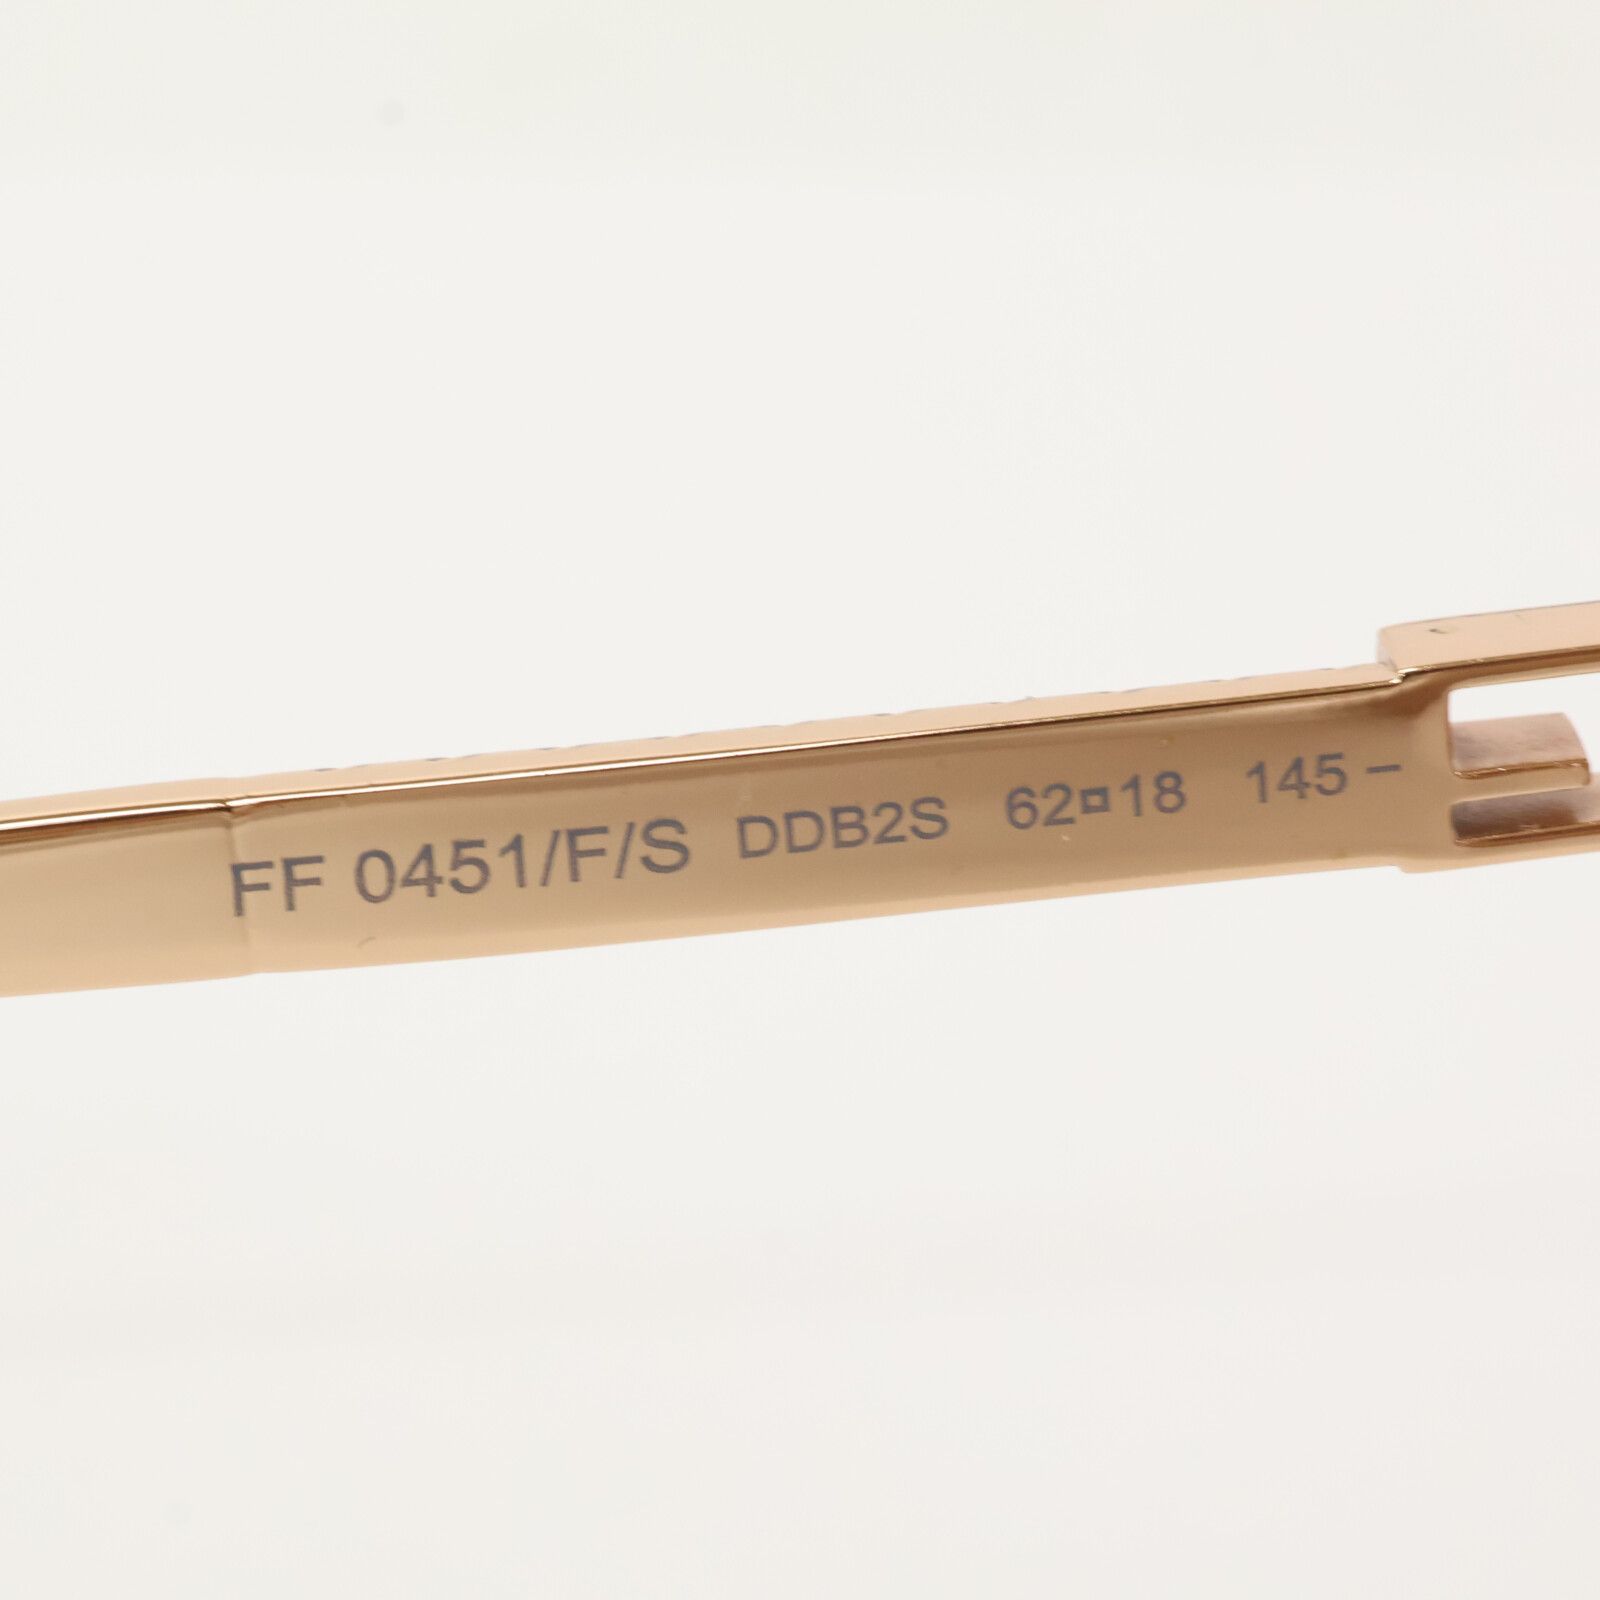 FF 0451/F/S DDB2S 62¤18 145 –